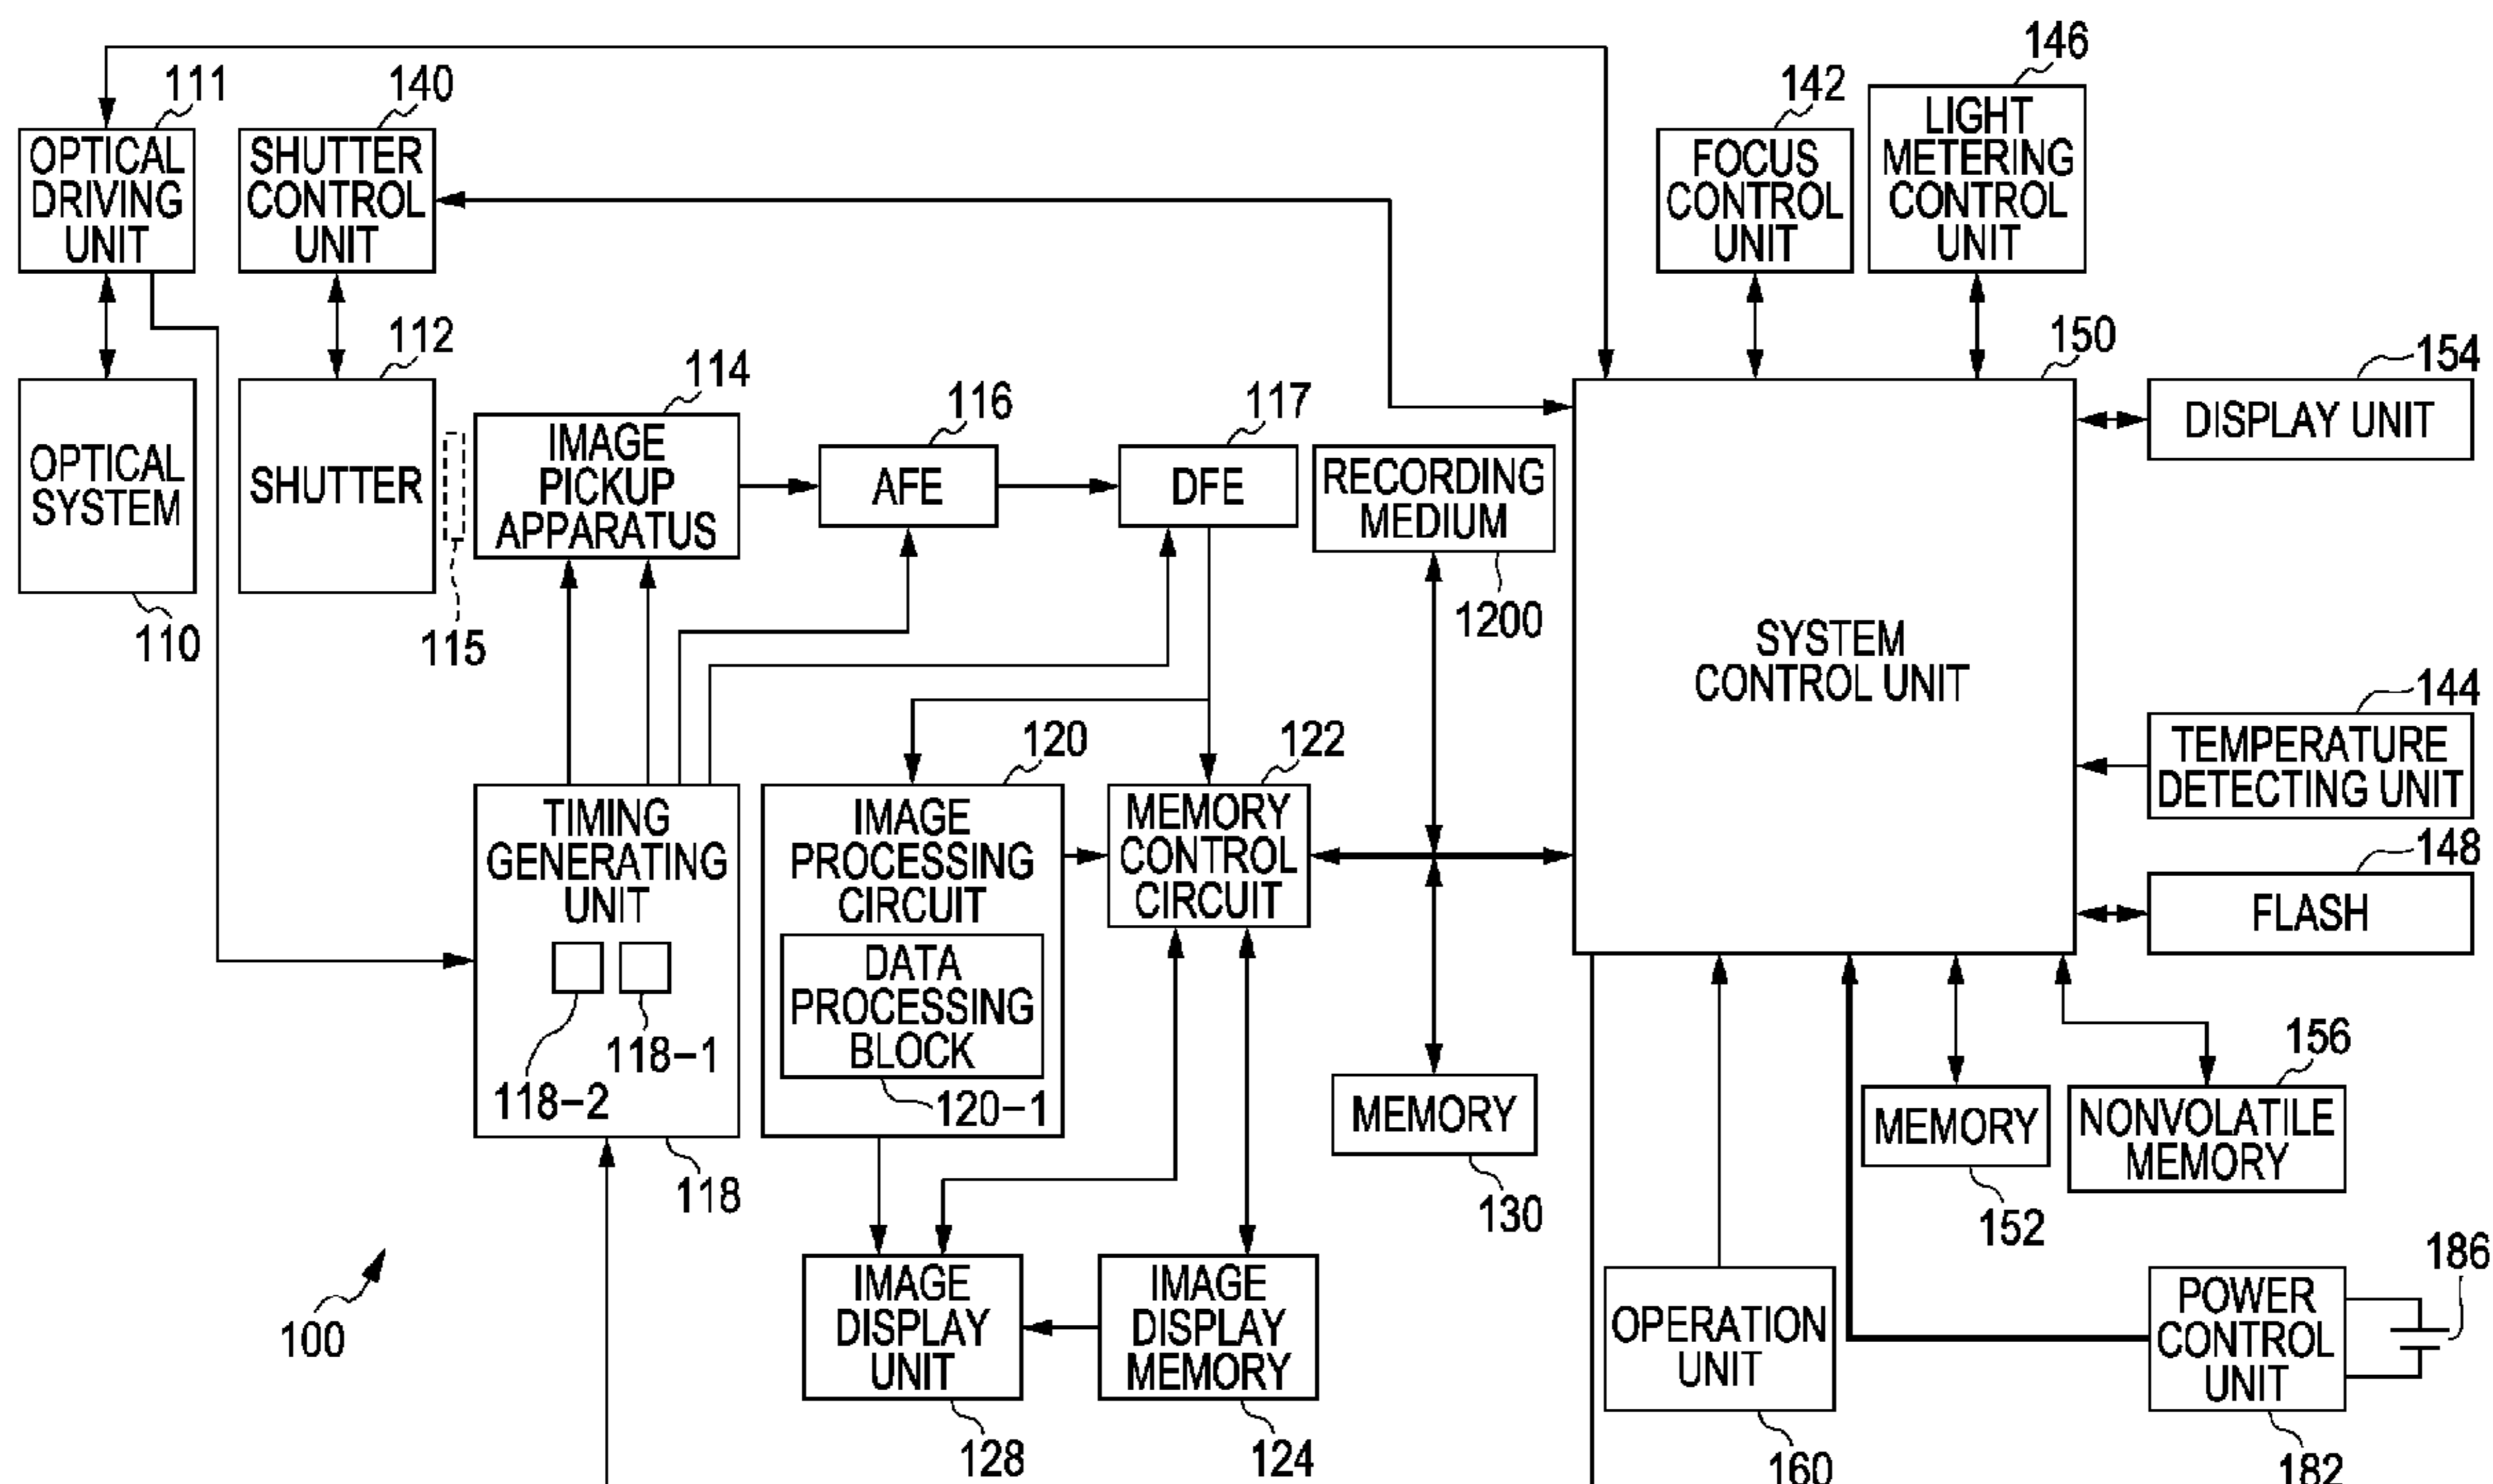 146
111
140
142
LIGHT
METERING
CONTROL
UNIT
OPTICAL
DRIVING
UNIT
SHUTTER
CONTROL
UNIT
FOCUS
CONTROL
UNIT
112
114
116
117
150
154
OPTICAL
SYSTEM
SHUTTER
IMAGE
PICKUP
APPARATUS
AFE
DFE
RECORDING
MEDIUM
DISPLAY UNIT
110
115
1200
SYSTEM
CONTROL UNIT
144
TEMPERATURE
DETECTING UNIT
120
122
TIMING
GENERATING
UNIT
IMAGE
PROCESSING
CIRCUIT
MEMORY
CONTROL
CIRCUIT
148
FLASH
DATA
PROCESSING
BLOCK
118-1
118-2
120-1
118
MEMORY
130
156
MEMORY
152
NONVOLATILE
MEMORY
100
IMAGE
DISPLAY
UNIT
IMAGE
DISPLAY
MEMORY
128
124
OPERATION
UNIT
160
POWER
CONTROL
UNIT
186
182